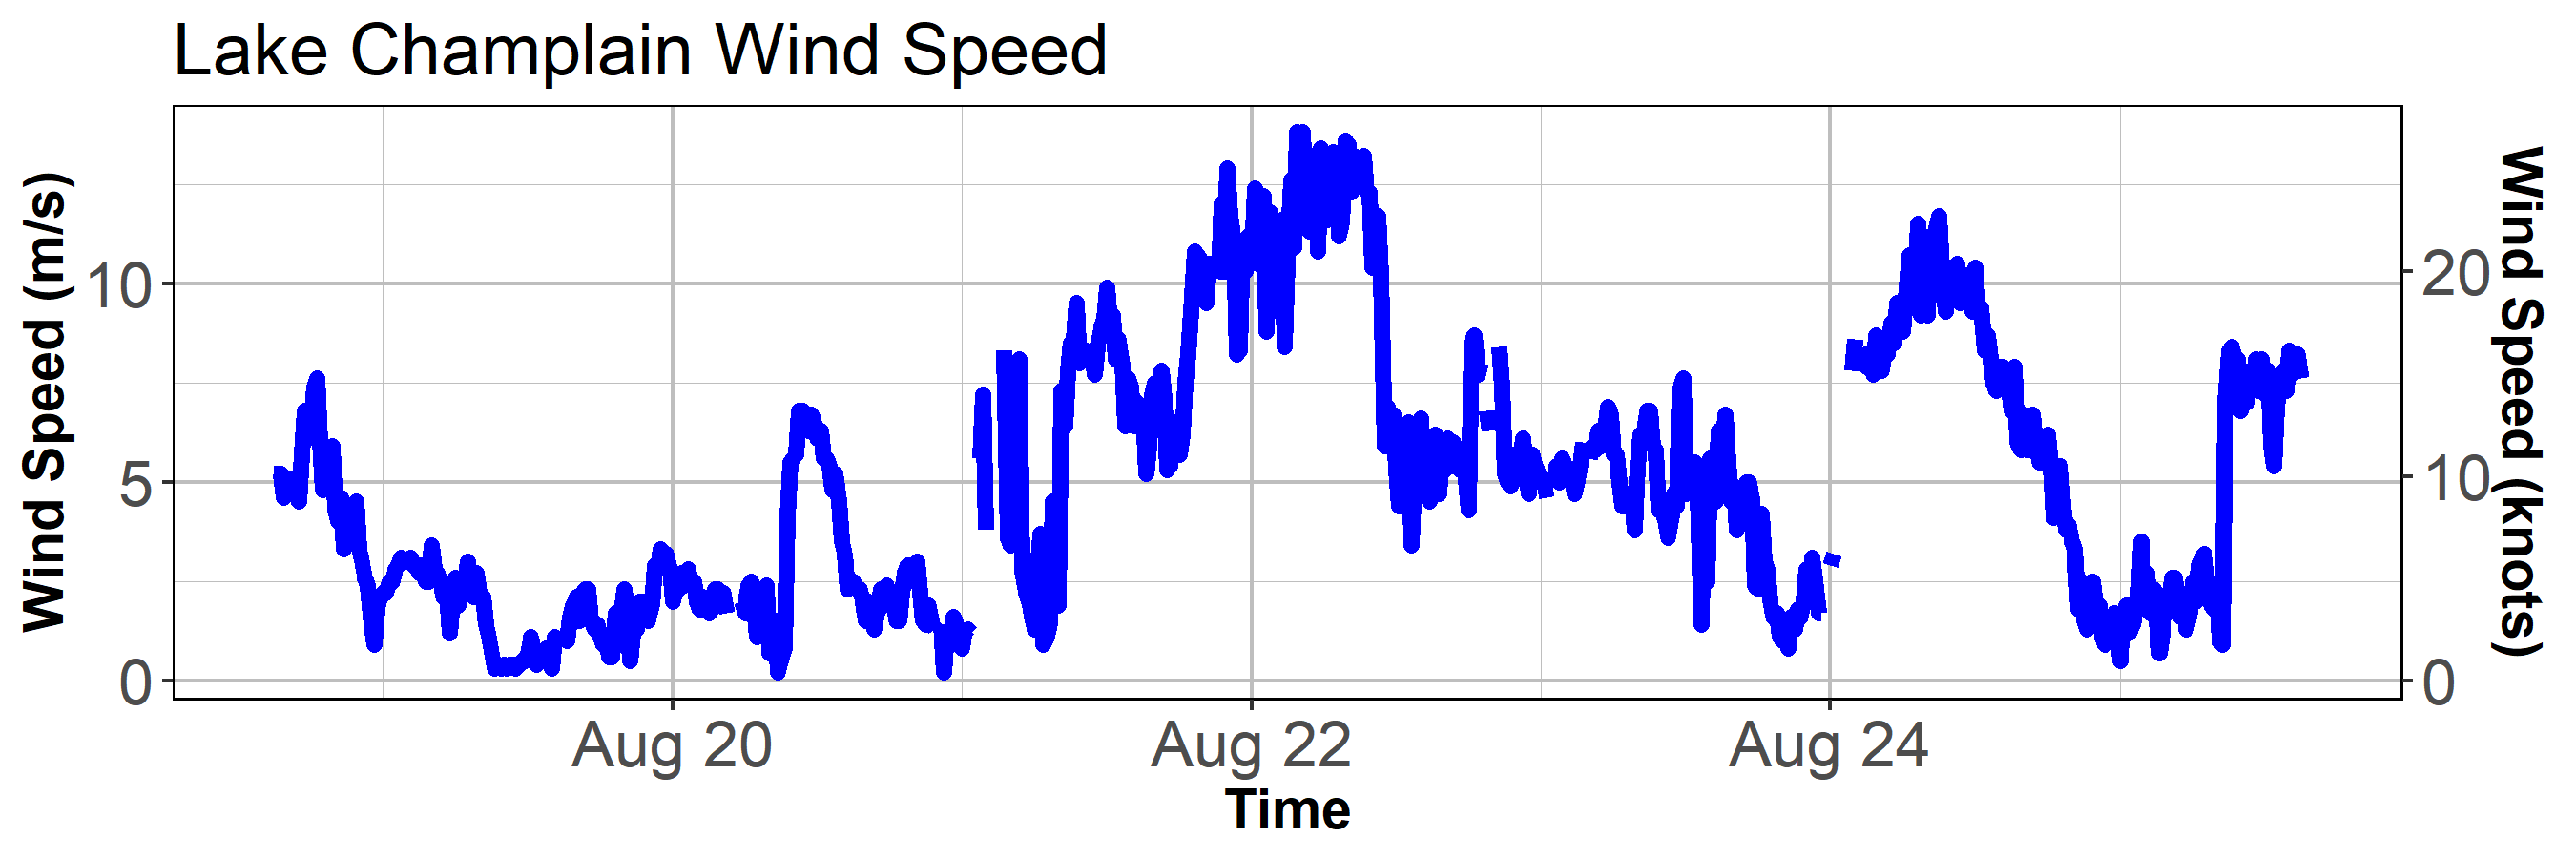 Lake Champlain Wind Speed
Wind Speed (m/s)
10
5
0
20
10
0
Wind Speed (knots)
Aug 20
Aug 22
Aug 24
Time